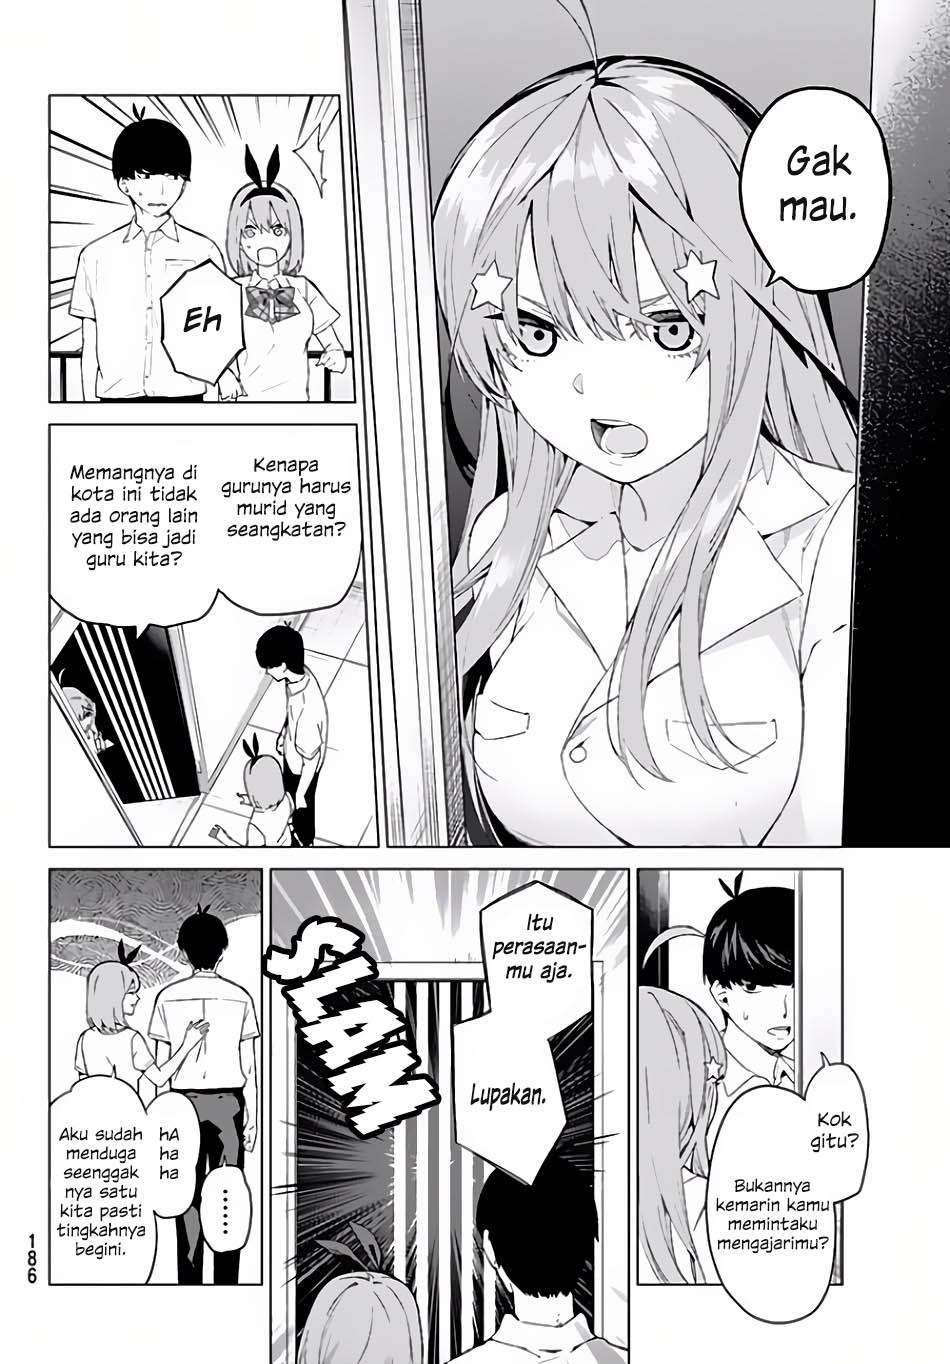 Gak
mau.
Eh
Kenapa
gurunya harus
murid yang
seangkatan?
Memangnya di
kota ini tidak
ada orang lain
yang bisa jadi
guru kita?
Kok
gitu?
Bukannya
kemarin kamu
memintaku
mengajarimu?
Itu
perasaan-
mu aja.
Lupakan.
SLAM
......
hA
ha
ha
Aku sudah
menduga
seenggak
nya satu
kita pasti
tingkahnya
begini.
186